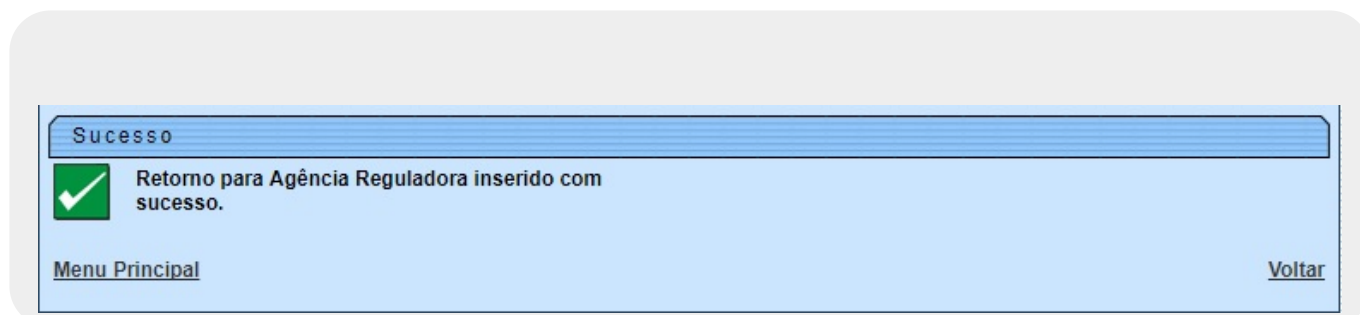 Sucesso
Retorno para Agência Reguladora inserido com
sucesso.
Menu Principal
Voltar